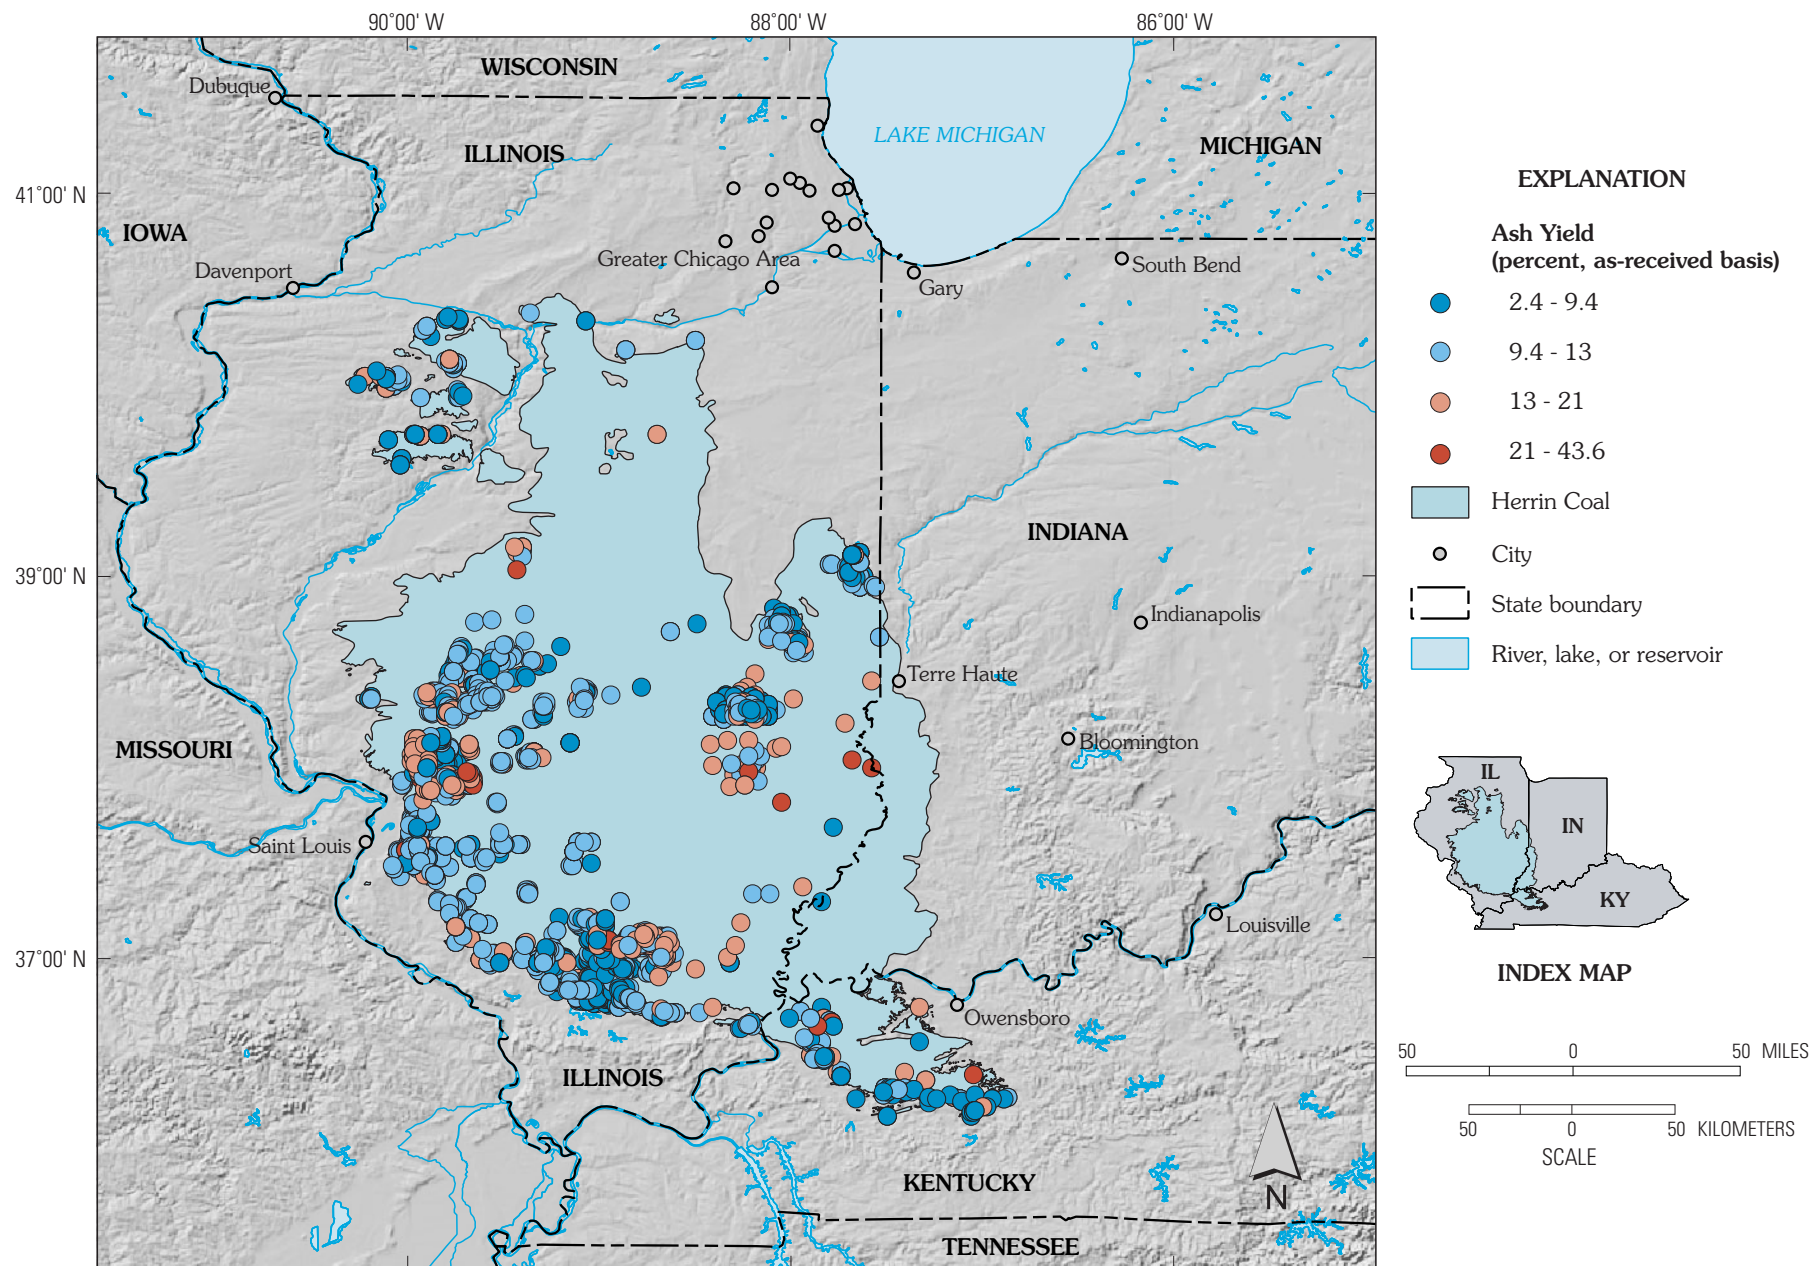 90°00' W
88°00' W
86°00' W
WISCONSIN
Dubuque
LAKE MICHIGAN
ILLINOIS
MICHIGAN
41°00' N
IOWA
Greater Chicago Area
Davenport
South Bend
Gary
INDIANA
39°00' N
Indianapolis
Terre Haute
MISSOURI
Bloomington
Saint Louis
Louisville
37°00' N
Owensboro
ILLINOIS
KENTUCKY
N
TENNESSEE
EXPLANATION
Ash Yield
(percent, as-received basis)
2.4 - 9.4
9.4 - 13
13 - 21
21 - 43.6
Herrin Coal
City
State boundary
River, lake, or reservoir
IL
IN
KY
INDEX MAP
50 0 50 MILES
50 0 50 KILOMETERS
SCALE